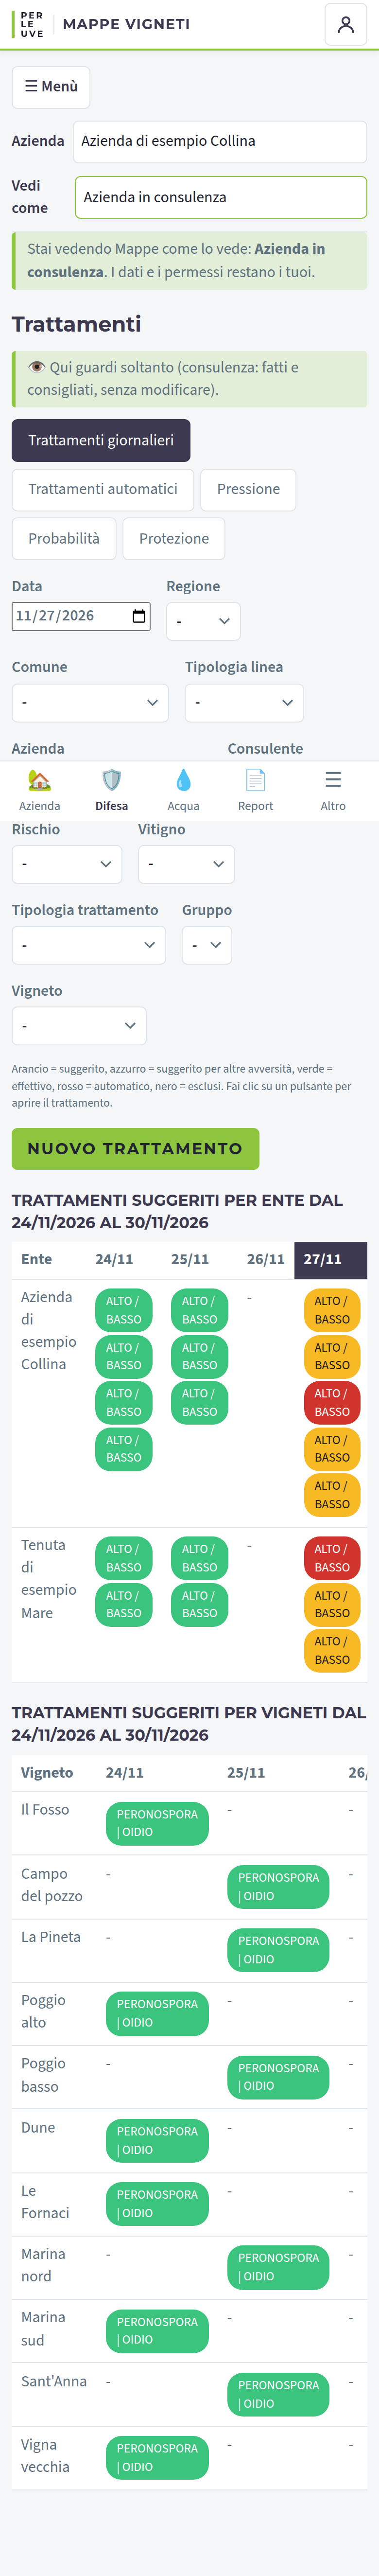 PER
LE
UVE
MAPPE VIGNETI
☰ Menù
Azienda
Azienda di esempio Collina
Vedi
come
Azienda in consulenza
Stai vedendo Mappe come lo vede: Azienda in
consulenza. I dati e i permessi restano i tuoi.
Trattamenti
👁 Qui guardi soltanto (consulenza: fatti e
consigliati, senza modificare).
Trattamenti giornalieri
Trattamenti automatici
Pressione
Probabilità
Protezione
Data
Regione
11/27/2026
-
Comune
Tipologia linea
-
-
Azienda
Consulente
Azienda
Difesa
Acqua
Report
Altro
Rischio
Vitigno
-
-
Tipologia trattamento
Gruppo
-
-
Vigneto
-
Arancio = suggerito, azzurro = suggerito per altre avversità, verde =
effettivo, rosso = automatico, nero = esclusi. Fai clic su un pulsante per
aprire il trattamento.
NUOVO TRATTAMENTO
TRATTAMENTI SUGGERITI PER ENTE DAL
24/11/2026 AL 30/11/2026
Ente 24/11 25/11 26/11 27/11
Azienda
di
esempio
Collina
ALTO /
BASSO
ALTO /
BASSO
ALTO /
BASSO
ALTO /
BASSO
ALTO /
BASSO
ALTO /
BASSO
ALTO /
BASSO
-
ALTO /
BASSO
ALTO /
BASSO
ALTO /
BASSO
ALTO /
BASSO
ALTO /
BASSO
Tenuta
di
esempio
Mare
ALTO /
BASSO
ALTO /
BASSO
ALTO /
BASSO
ALTO /
BASSO
-
ALTO /
BASSO
ALTO /
BASSO
ALTO /
BASSO
TRATTAMENTI SUGGERITI PER VIGNETI DAL
24/11/2026 AL 30/11/2026
Vigneto 24/11 25/11 26/
Il Fosso
PERONOSPORA
| OIDIO
-
-
Campo
del pozzo
-
PERONOSPORA
| OIDIO
-
La Pineta
-
PERONOSPORA
| OIDIO
-
Poggio
alto
PERONOSPORA
| OIDIO
-
-
Poggio
basso
-
PERONOSPORA
| OIDIO
-
Dune
PERONOSPORA
| OIDIO
-
-
Le
Fornaci
PERONOSPORA
| OIDIO
-
-
Marina
nord
-
PERONOSPORA
| OIDIO
-
Marina
sud
PERONOSPORA
| OIDIO
-
-
Sant'Anna
-
PERONOSPORA
| OIDIO
-
Vigna
vecchia
PERONOSPORA
| OIDIO
-
-